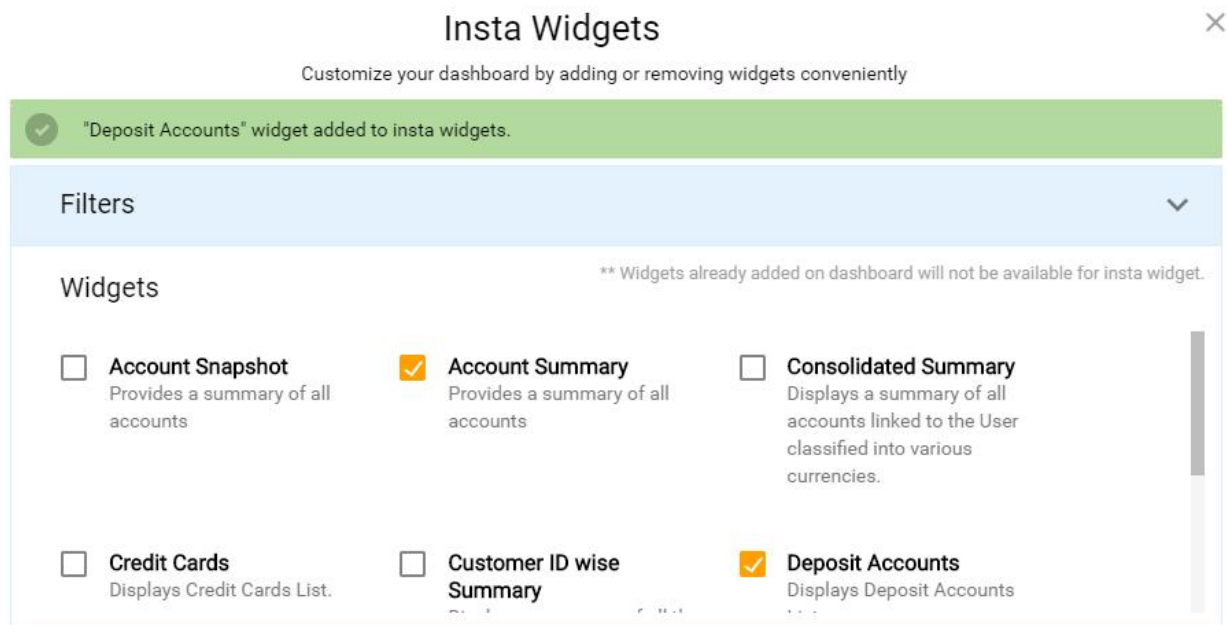 Insta Widgets
Customize your dashboard by adding or removing widgets conveniently
"Deposit Accounts" widget added to insta widgets.
Filters
** Widgets already added on dashboard will not be available for insta widget.
Widgets
Account Snapshot
Provides a summary of all
accounts
Account Summary
Provides a summary of all
accounts
Consolidated Summary
Displays a summary of all
accounts linked to the User
classified into various
currencies.
Credit Cards
Displays Credit Cards List.
Customer ID wise
Summary
Deposit Accounts
Displays Deposit Accounts